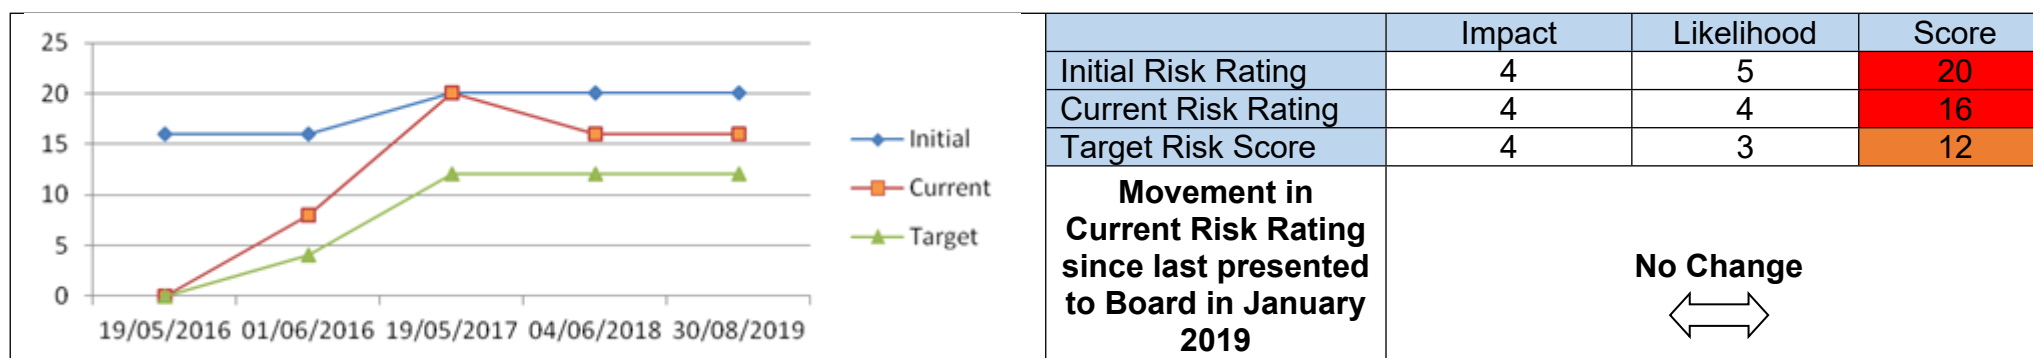 25
20
15
10
5
0
19/05/2016 01/06/2016 19/05/2017 04/06/2018 30/08/2019
Initial
Current
Target
Impact Likelihood Score
Initial Risk Rating 4 5 20
Current Risk Rating 4 4 16
Target Risk Score 4 3 12
Movement in
Current Risk Rating
since last presented
to Board in January
2019
No Change